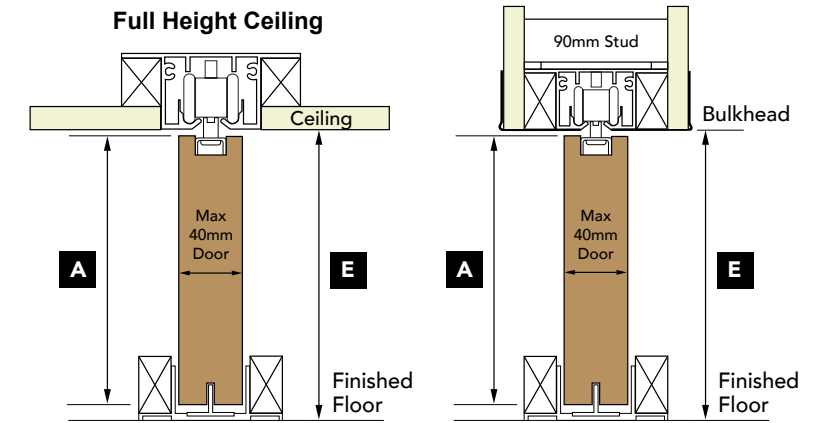 Full Height Ceiling
Ceiling
Max
40mm
Door
A
E
Finished
Floor
90mm Stud
Bulkhead
Max
40mm
Door
A
E
Finished
Floor